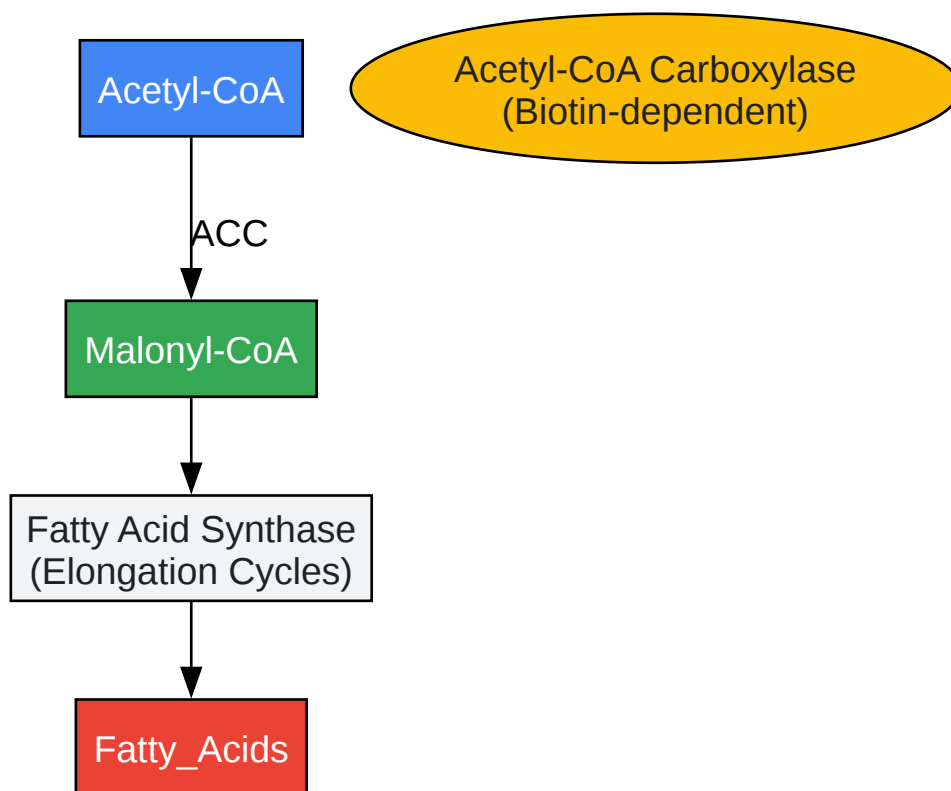 Acetyl-CoA
Acetyl-CoA Carboxylase
(Biotin-dependent)
ACC
Malonyl-CoA
Fatty Acid Synthase
(Elongation Cycles)
Fatty_Acids